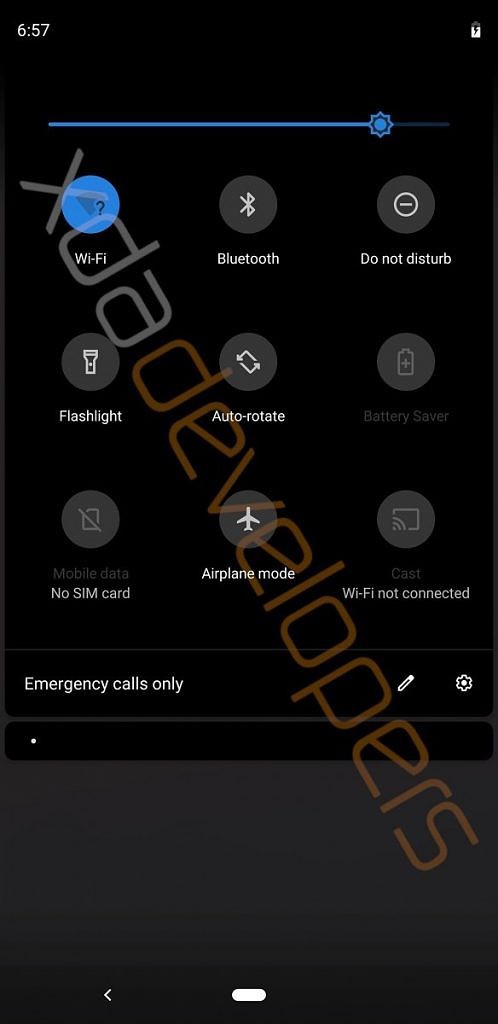 6:57
Wi-Fi
Bluetooth
Do not disturb
Flashlight
Auto-rotate
Battery Saver
Mobile data
No SIM card
Airplane mode
Cast
Wi-Fi not connected
Emergency calls only
xdadevelopers